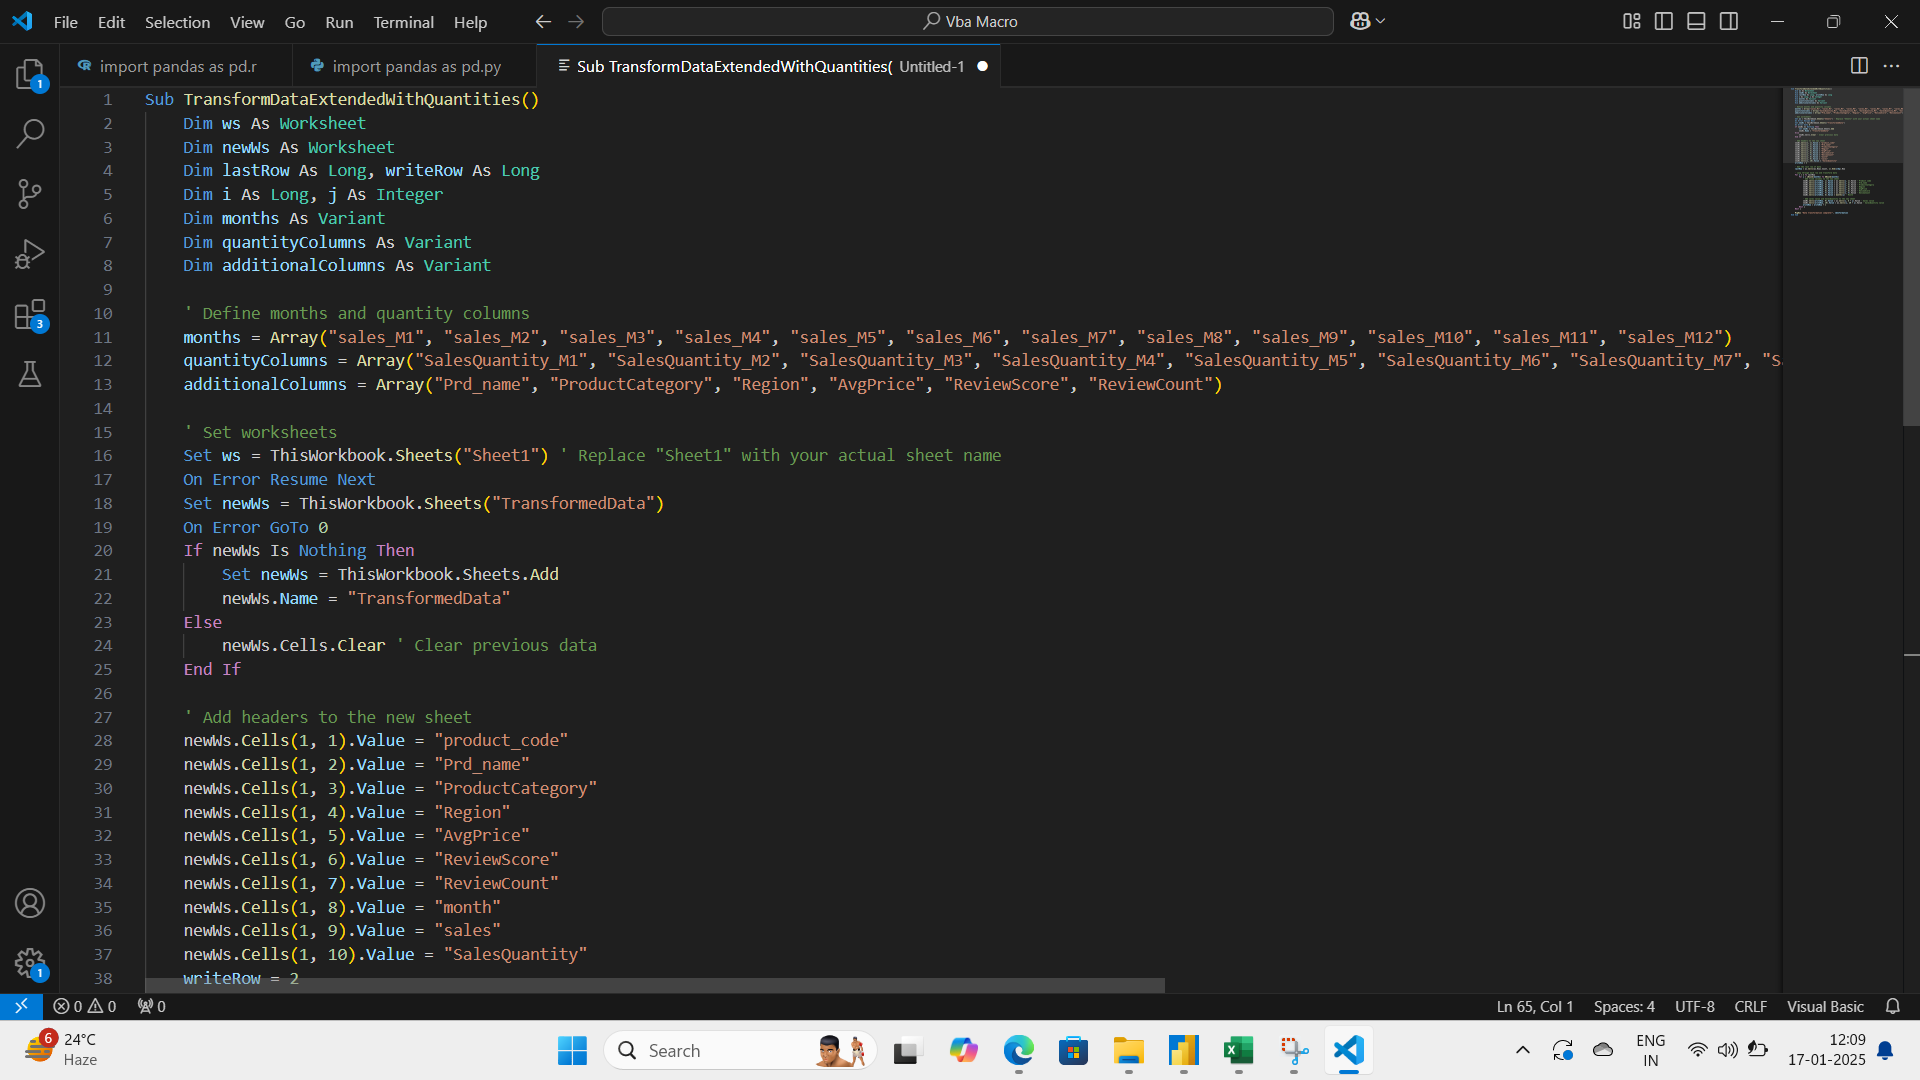 File Edit Selection View Go Run Terminal Help
Vba Macro
import pandas as pd.r
import pandas as pd.py
Sub TransformDataExtendedWithQuantities( Untitled-1
1 Sub TransformDataExtendedWithQuantities()
2 Dim ws As Worksheet
3 Dim newWs As Worksheet
4 Dim lastRow As Long, writeRow As Long
5 Dim i As Long, j As Integer
6 Dim months As Variant
7 Dim quantityColumns As Variant
8 Dim additionalColumns As Variant
9
10 ' Define months and quantity columns
11 months = Array("sales_M1", "sales_M2", "sales_M3", "sales_M4", "sales_M5", "sales_M6", "sales_M7", "sales_M8", "sales_M9", "sales_M10", "sales_M11", "sales_M12")
12 quantityColumns = Array("SalesQuantity_M1", "SalesQuantity_M2", "SalesQuantity_M3", "SalesQuantity_M4", "SalesQuantity_M5", "SalesQuantity_M6", "SalesQuantity_M7", "Sa
13 additionalColumns = Array("Prd_name", "ProductCategory", "Region", "AvgPrice", "ReviewScore", "ReviewCount")
14
15 ' Set worksheets
16 Set ws = ThisWorkbook.Sheets("Sheet1") ' Replace "Sheet1" with your actual sheet name
17 On Error Resume Next
18 Set newWs = ThisWorkbook.Sheets("TransformedData")
19 On Error GoTo 0
20 If newWs Is Nothing Then
21 Set newWs = ThisWorkbook.Sheets.Add
22 newWs.Name = "TransformedData"
23 Else
24 newWs.Cells.Clear ' Clear previous data
25 End If
26
27 ' Add headers to the new sheet
28 newWs.Cells(1, 1).Value = "product_code"
29 newWs.Cells(1, 2).Value = "Prd_name"
30 newWs.Cells(1, 3).Value = "ProductCategory"
31 newWs.Cells(1, 4).Value = "Region"
32 newWs.Cells(1, 5).Value = "AvgPrice"
33 newWs.Cells(1, 6).Value = "ReviewScore"
34 newWs.Cells(1, 7).Value = "ReviewCount"
35 newWs.Cells(1, 8).Value = "month"
36 newWs.Cells(1, 9).Value = "sales"
37 newWs.Cells(1, 10).Value = "SalesQuantity"
38 writeRow = 2
1
3
1
0 0 0
Ln 65, Col 1 Spaces: 4 UTF-8 CRLF Visual Basic
6
24°C
Haze
Search
ENG
IN
12:09
17-01-2025